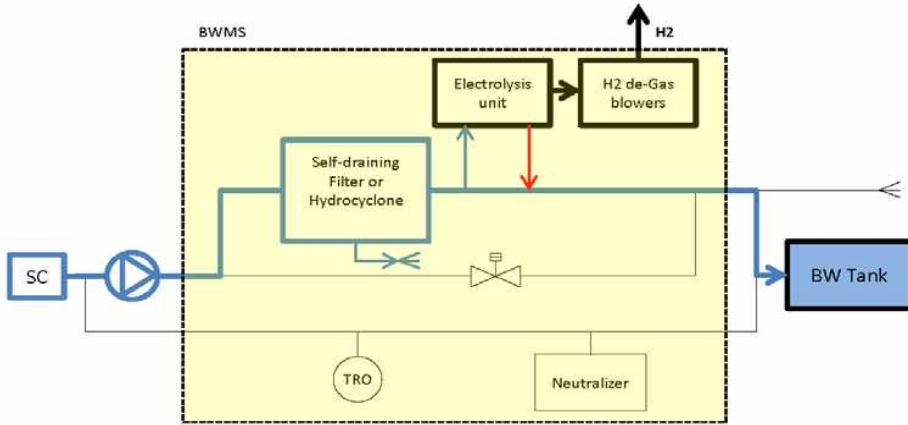 BWMS
H2
Electrolysis
unit
H2 de-Gas
blowers
Self-draining
Filter or
Hydrocyclone
SC
BW Tank
TRO
Neutralizer